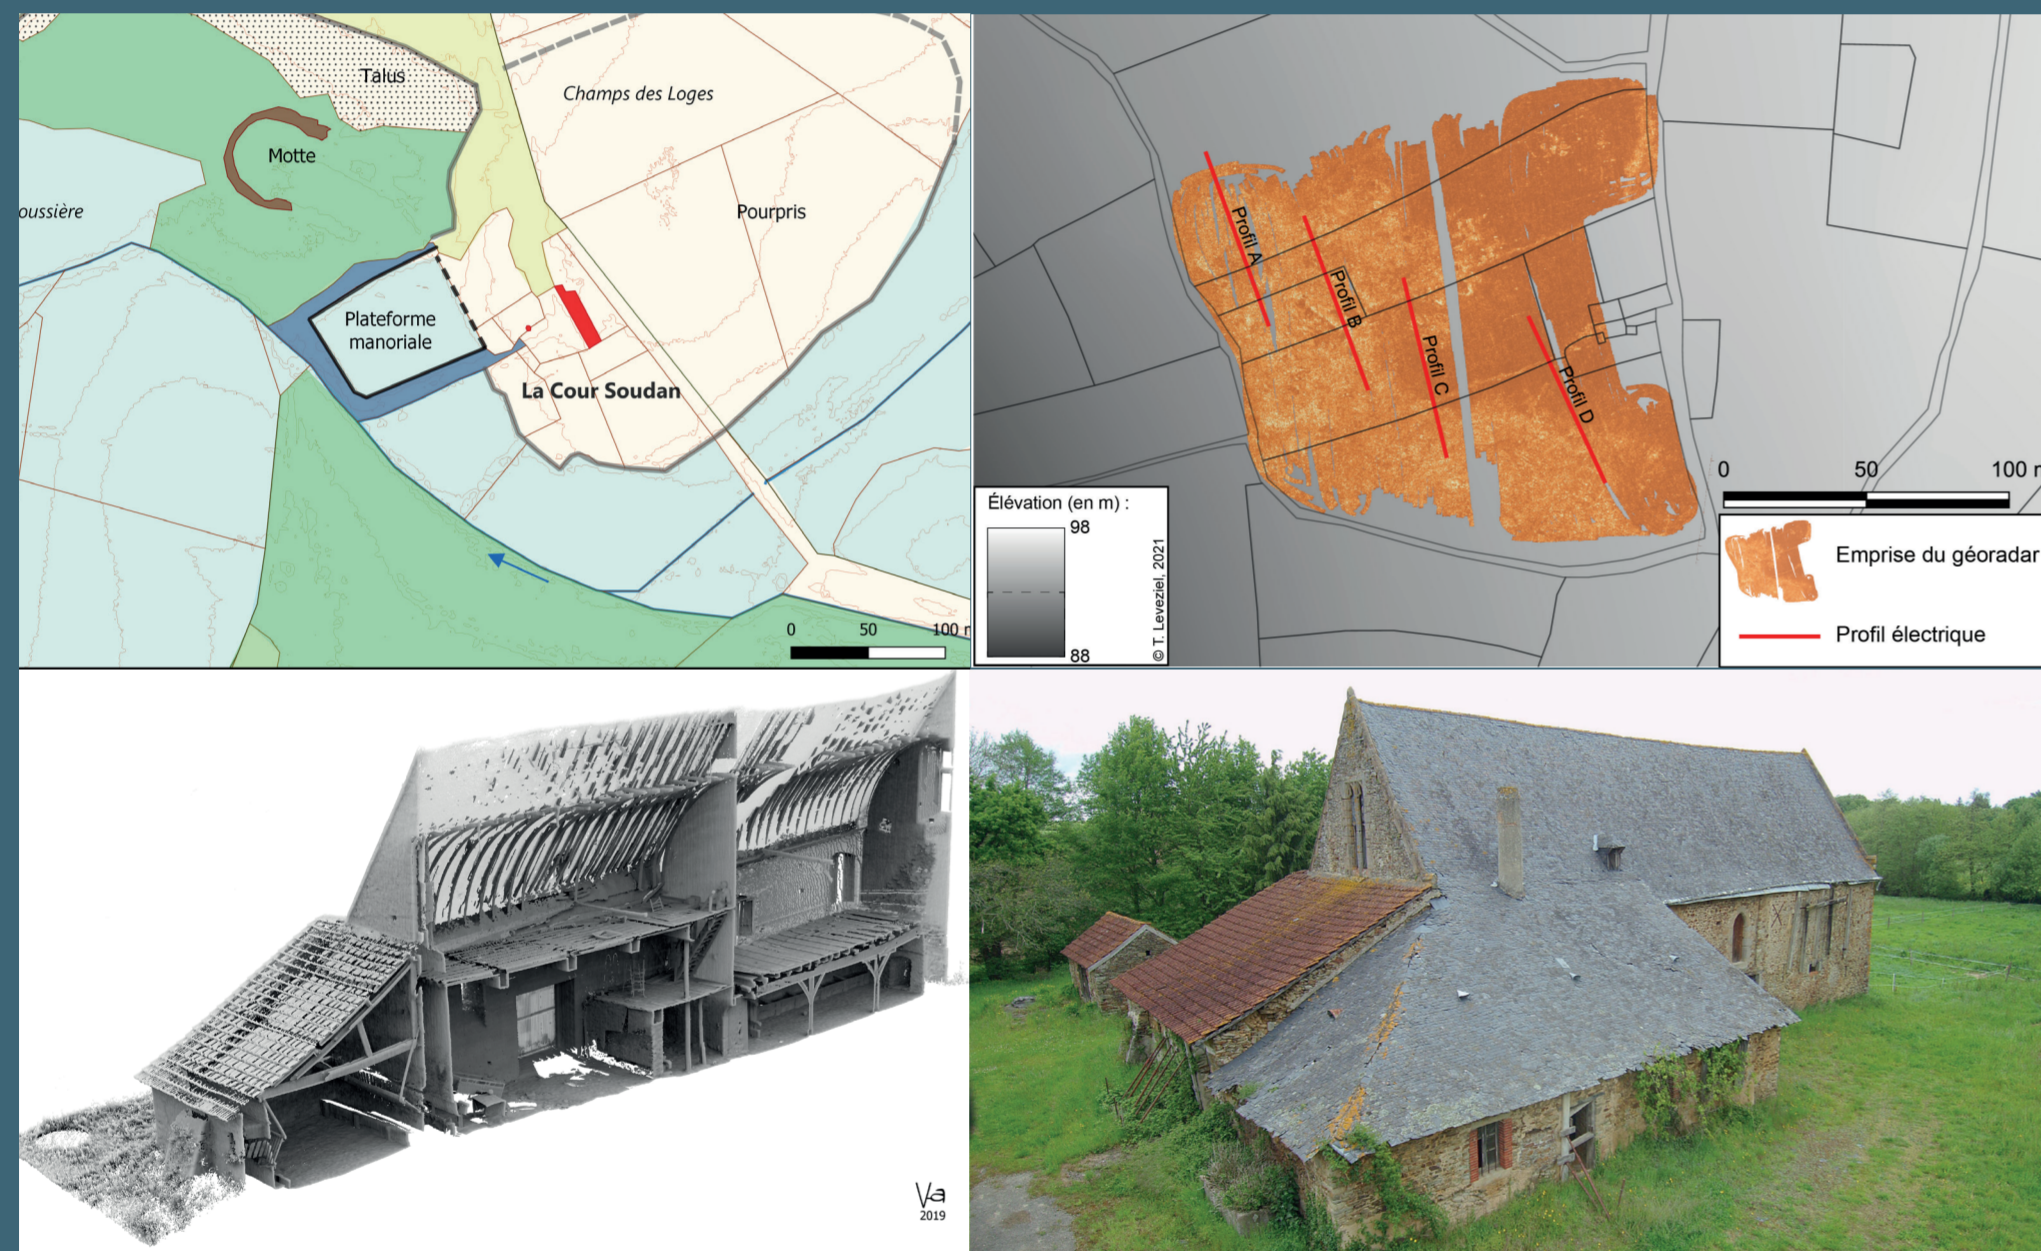 Talus
Champs des Loges
Motte
oussière
Pourpris
Plateforme
manoriale
La Cour Soudan
0 50 100 m
Profil A
Profil B
Profil C
Profil D
0 50 100 m
Élévation (en m) :
98
88
© T. Leveziel, 2021
Emprise du géoradar
Profil électrique
Va
2019